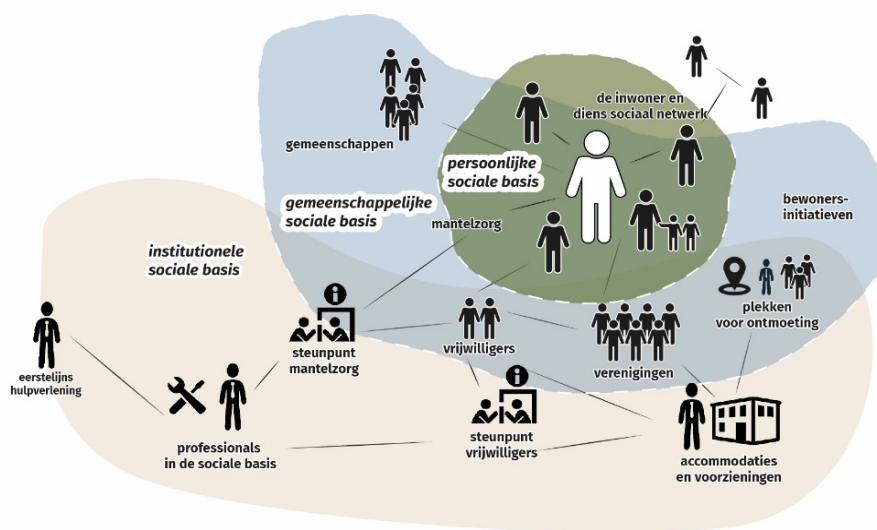 de inwoner en
diens sociaal netwerk
gemeenschappen
persoonlijke
sociale basis
gemeenschappelijke
sociale basis
mantelzorg
bewoners-
initiatieven
institutionele
sociale basis
plekken
voor ontmoeting
eerstelijns
hulpverlening
steunpunt
mantelzorg
vrijwilligers
verenigingen
professionals
in de sociale basis
steunpunt
vrijwilligers
accommodaties
en voorzieningen